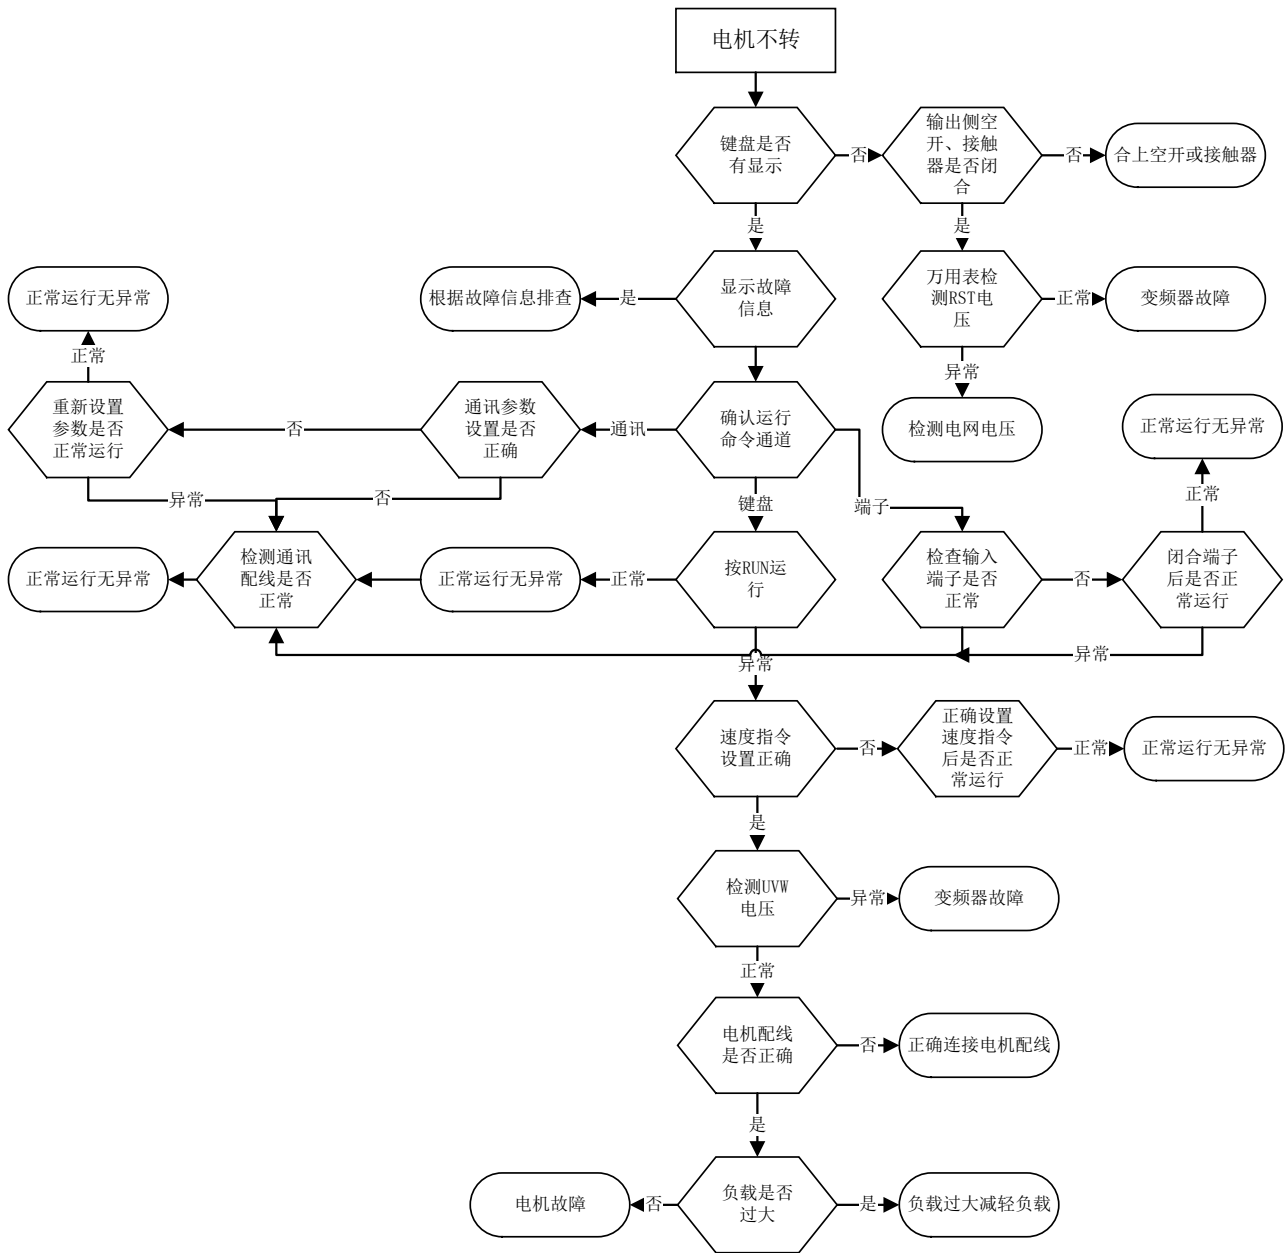 电机不转
键盘是否
有显示
否
输出侧空
开、接触
器是否闭
合
否
合上空开或接触器
是
是
正常运行无异常
根据故障信息排查
是
显示故障
信息
万用表检
测RST电
压
正常
变频器故障
正常
异常
重新设置
参数是否
正常运行
否
通讯参数
设置是否
正确
通讯
确认运行
命令通道
检测电网电压
正常运行无异常
异常
否
键盘
端子
正常
正常运行无异常
检测通讯
配线是否
正常
正常运行无异常
正常
按RUN运
行
检查输入
端子是否
正常
否
闭合端子
后是否正
常运行
异常
异常
速度指令
设置正确
否
正确设置
速度指令
后是否正
常运行
正常
正常运行无异常
是
检测UVW
电压
异常
变频器故障
正常
电机配线
是否正确
否
正确连接电机配线
是
电机故障
否
负载是否
过大
是
负载过大减轻负载